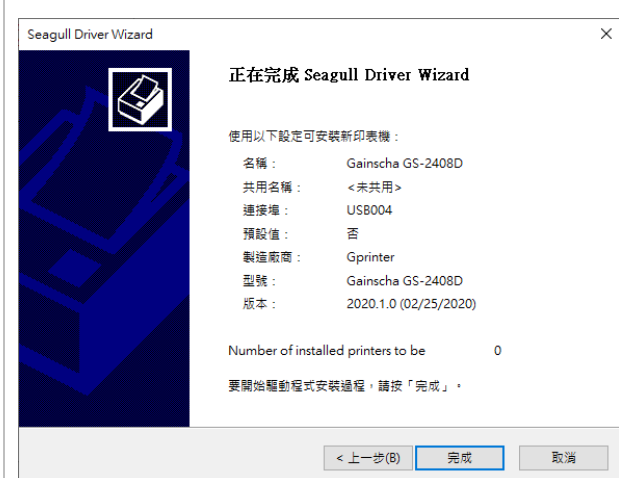 Seagull Driver Wizard
正在完成 Seagull Driver Wizard
使用以下設定可安裝新印表機：
名稱： Gainscha GS-2408D
共用名稱： <未共用>
連接埠： USB004
預設值： 否
製造廠商： Gprinter
型號： Gainscha GS-2408D
版本： 2020.1.0 (02/25/2020)
Number of installed printers to be 0
要開始驅動程式安裝過程，請按「完成」。
< 上一步(B) 完成 取消